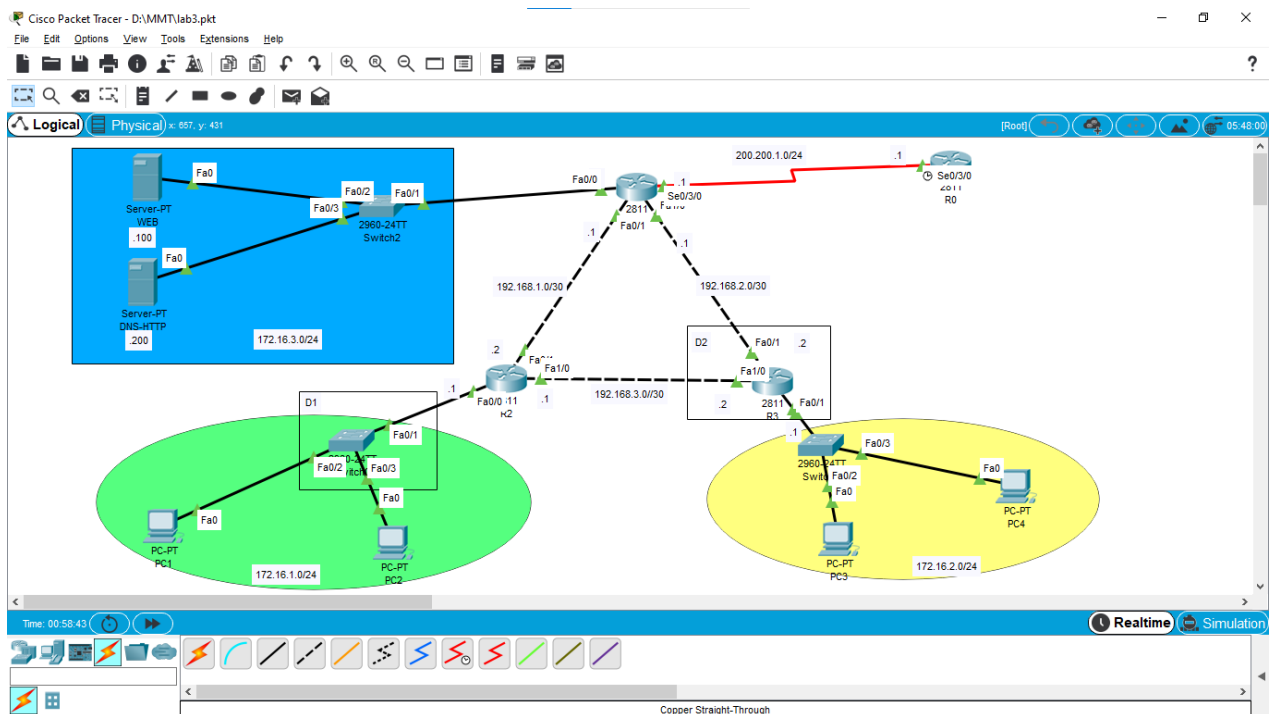 Cisco Packet Tracer - D:\MMT\lab3.pkt
File Edit Options View Tools Extensions Help
?
Logical Physical x: 657, y: 431 [Root] 05:48:00
200.200.1.0/24 .1
Se0/3/0
2811
R0
Fa0 Fa0/2 Fa0/1 Fa0/0 .1
Se0/3/0
Server-PT
WEB
Fa0/3
2960-24TT
Switch2
2811
Fa0/1
.100
.1 .1
Fa0
192.168.1.0/30 192.168.2.0/30
Server-PT
DNS-HTTP
.200
172.16.3.0/24
D2 Fa0/1 .2
.2
Fa1/0 Fa1/0
.1 192.168.3.0//30 .2
2811
R3
Fa0/0
R2
.1
Fa0/1
D1
Fa0/1
.1
Fa0/3
2960-24TT
Fa0/2 Fa0/3
Fa0/2
Fa0
Fa0
Fa0
Fa0
PC-PT
PC1
PC-PT
PC2
PC-PT
PC3
PC-PT
PC4
172.16.1.0/24 172.16.2.0/24
Time: 00:58:43 Realtime Simulation
Copper Straight-Through